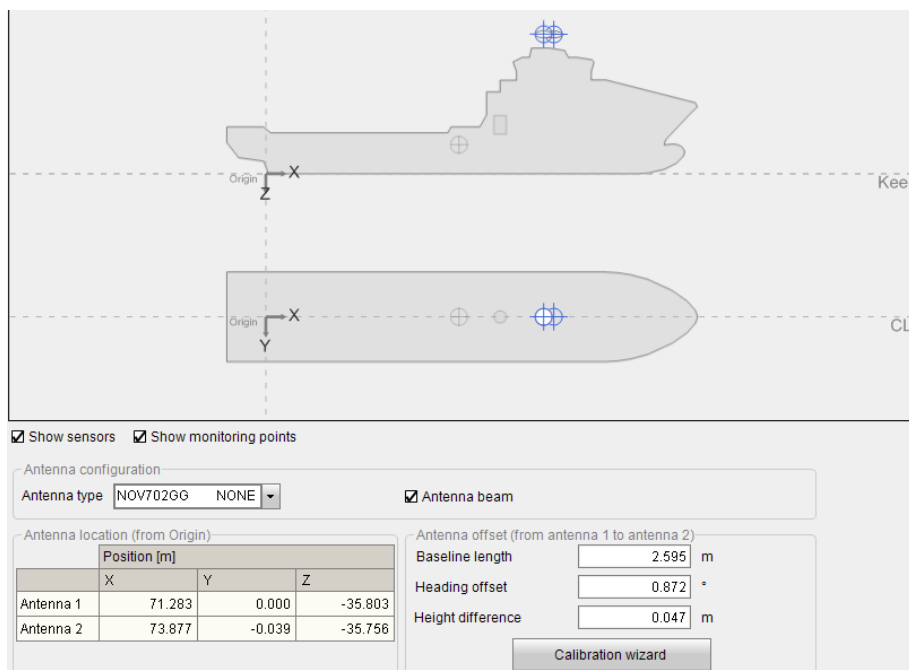 X
Origin
Z
Kee
X
Origin
Y
CL
Show sensors Show monitoring points
Antenna configuration
Antenna type NOV702GG NONE Antenna beam
Antenna location (from Origin) Antenna offset (from antenna 1 to antenna 2)
Position [m] Baseline length 2.595 m
X Y Z
Heading offset 0.872 °
Antenna 1 71.283 0.000 -35.803
Height difference 0.047 m
Antenna 2 73.877 -0.039 -35.756
Calibration wizard